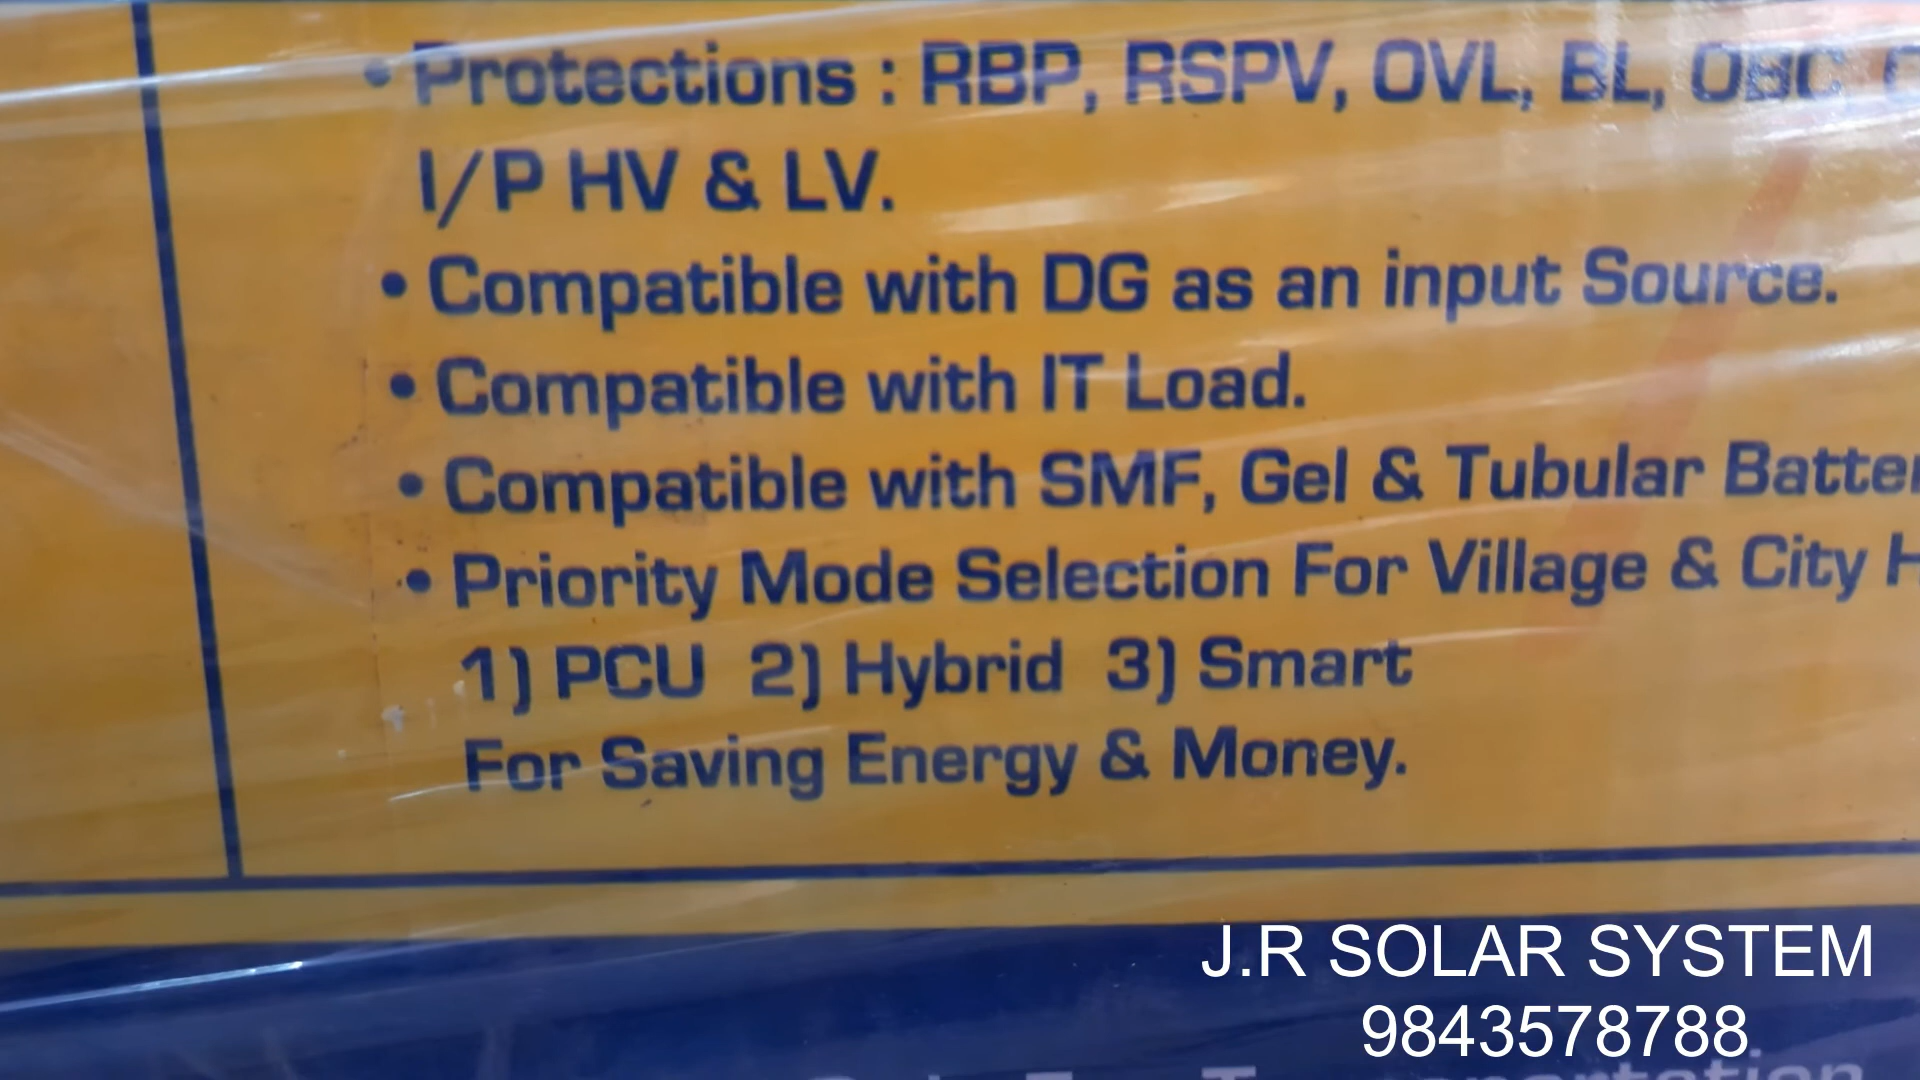 • Protections : RBP, RSPV, OVL, BL, OBC,
I/P HV & LV.
• Compatible with DG as an input Source.
• Compatible with IT Load.
• Compatible with SMF, Gel & Tubular
• Priority Mode Selection For Village & City
1) PCU 2) Hybrid 3) Smart
For Saving Energy & Money.
J.R SOLAR SYSTEM
9843578788